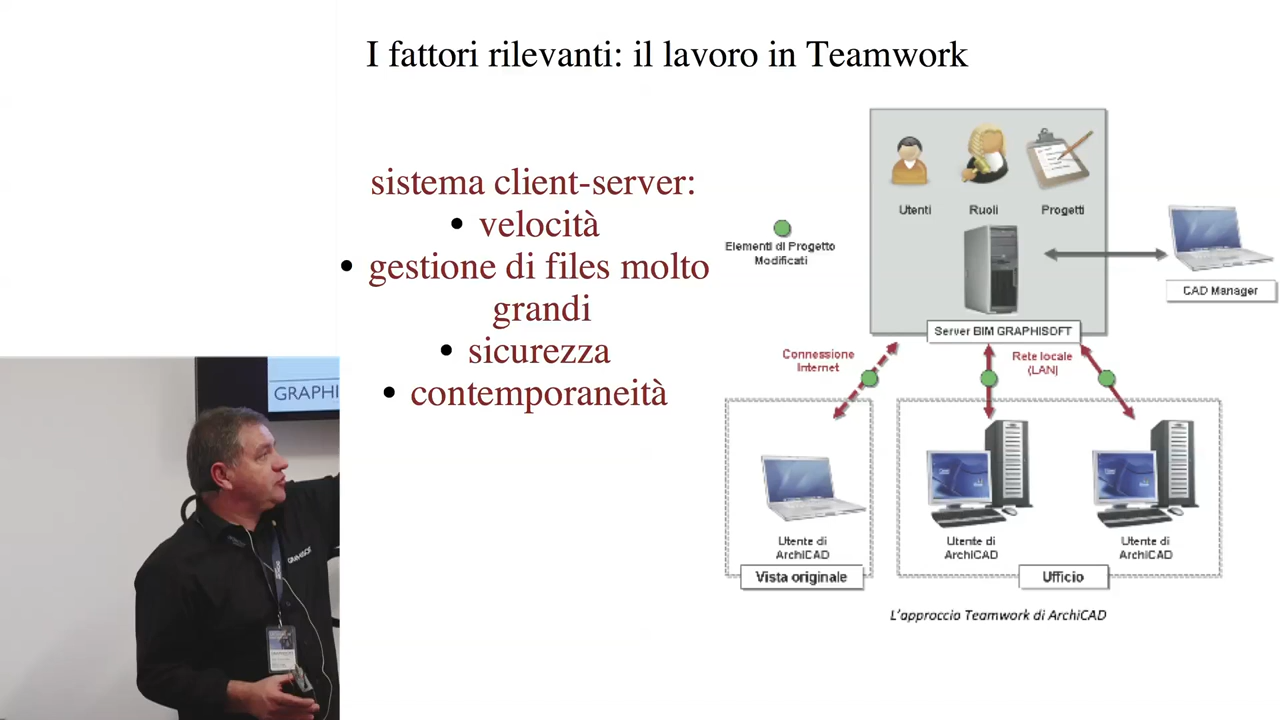 I fattori rilevanti: il lavoro in Teamwork
sistema client-server:
• velocità
• gestione di files molto
grandi
• sicurezza
• contemporaneità
Utenti
Ruoli
Progetti
Elementi di Progetto
Modificati
CAD Manager
Server BIM GRAPHISOFT
Connessione
Internet
Rete locale
(LAN)
Utente di
ArchiCAD
Utente di
ArchiCAD
Utente di
ArchiCAD
Vista originale
Ufficio
L'approccio Teamwork di ArchiCAD
GRAPHI